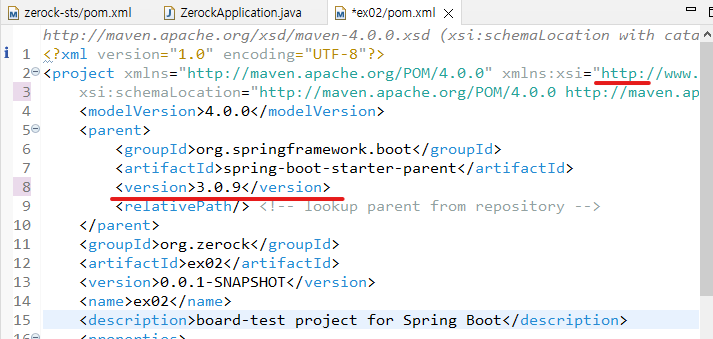 zerock-sts/pom.xml ZerockApplication.java *ex02/pom.xml
http://maven.apache.org/xsd/maven-4.0.0.xsd (xsi:schemaLocation with cata
1 <?xml version="1.0" encoding="UTF-8"?>
2 <project xmlns="http://maven.apache.org/POM/4.0.0" xmlns:xsi="http://www.
3 xsi:schemaLocation="http://maven.apache.org/POM/4.0.0 http://maven.ap
4 <modelVersion>4.0.0</modelVersion>
5 <parent>
6 <groupId>org.springframework.boot</groupId>
7 <artifactId>spring-boot-starter-parent</artifactId>
8 <version>3.0.9</version>
9 <relativePath/> <!-- lookup parent from repository -->
10 </parent>
11 <groupId>org.zerock</groupId>
12 <artifactId>ex02</artifactId>
13 <version>0.0.1-SNAPSHOT</version>
14 <name>ex02</name>
15 <description>board-test project for Spring Boot</description>
16 <properties>